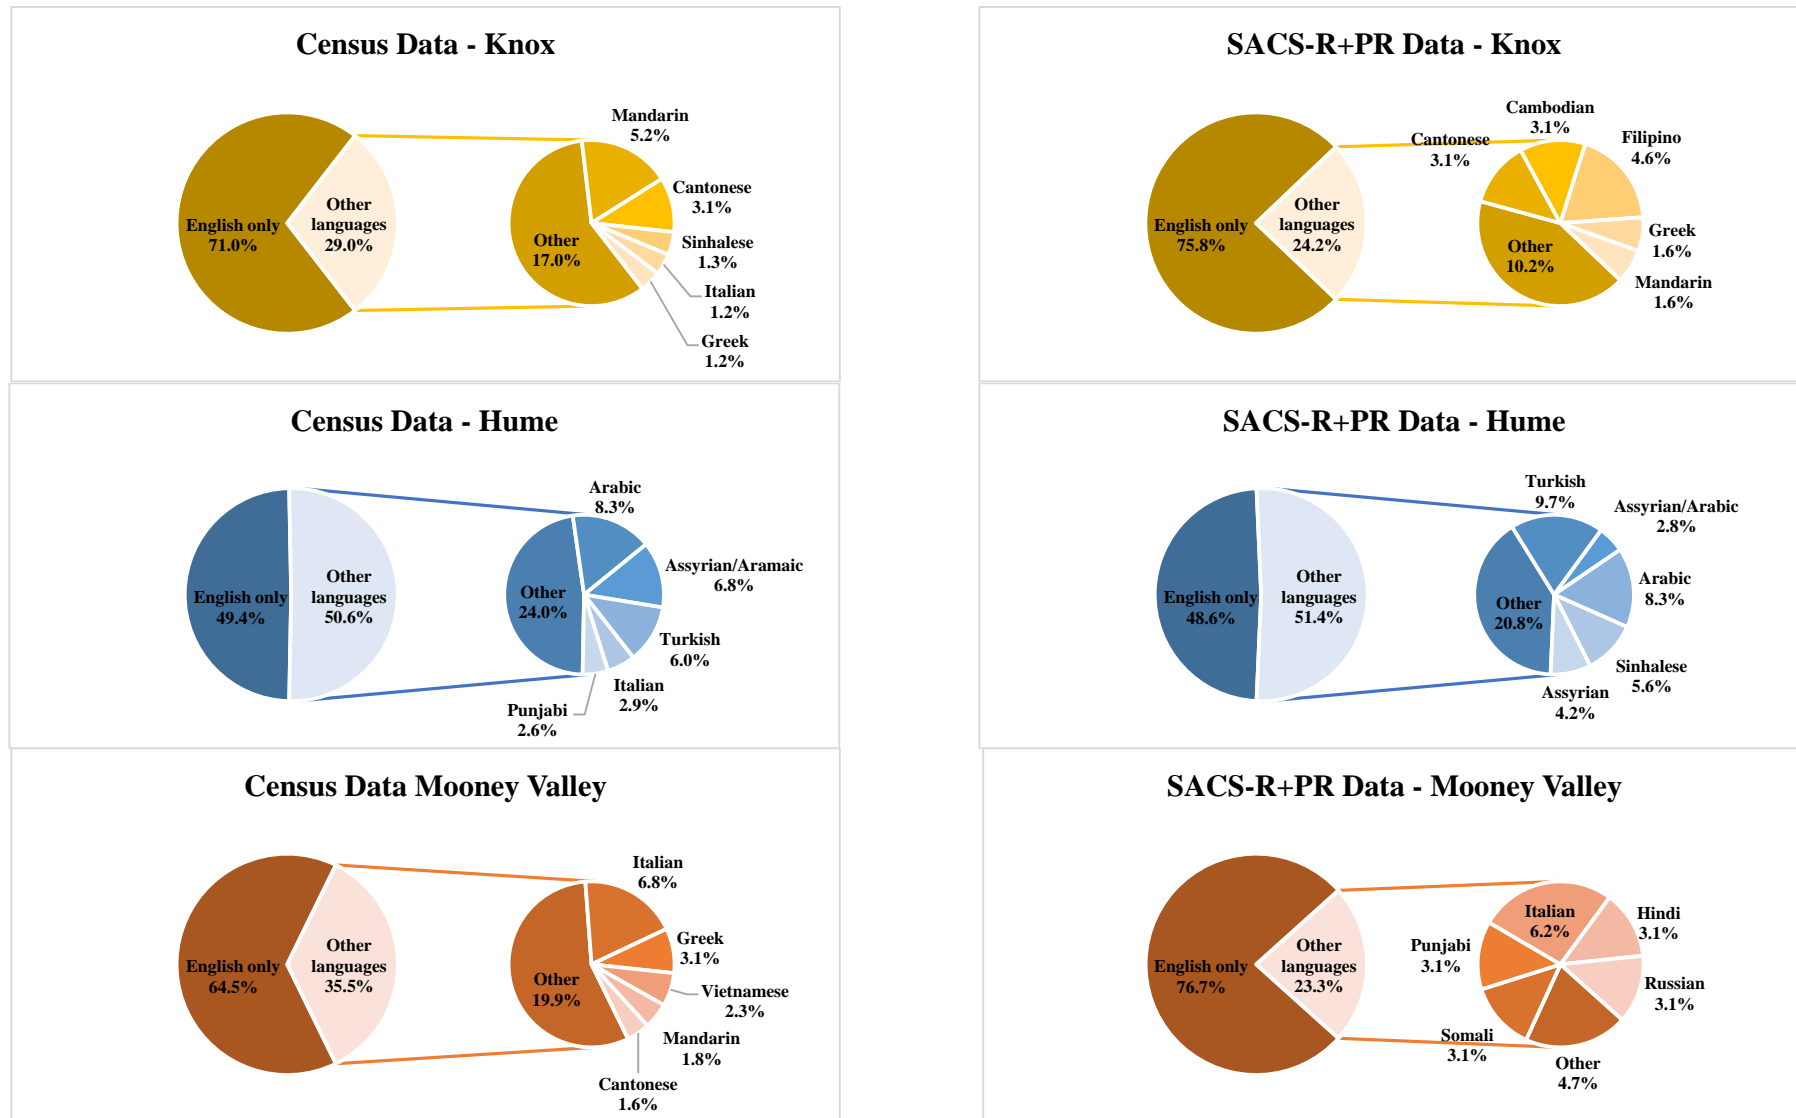 Census Data - Knox
Mandarin
5.2%
Cantonese
3.1%
Sinhalese
1.3%
Italian
1.2%
Greek
1.2%
Other
17.0%
Other
languages
29.0%
English only
71.0%
SACS-R+PR Data - Knox
Cambodian
3.1%
Cantonese
3.1%
Filipino
4.6%
Greek
1.6%
Mandarin
1.6%
Other
10.2%
Other
languages
24.2%
English only
75.8%
Census Data - Hume
Arabic
8.3%
Assyrian/Aramaic
6.8%
Turkish
6.0%
Italian
2.9%
Punjabi
2.6%
Other
24.0%
Other
languages
50.6%
English only
49.4%
SACS-R+PR Data - Hume
Turkish
9.7%
Assyrian/Arabic
2.8%
Arabic
8.3%
Sinhalese
5.6%
Assyrian
4.2%
Other
20.8%
Other
languages
51.4%
English only
48.6%
Census Data Mooney Valley
Italian
6.8%
Greek
3.1%
Vietnamese
2.3%
Mandarin
1.8%
Cantonese
1.6%
Other
19.9%
Other
languages
35.5%
English only
64.5%
SACS-R+PR Data - Mooney Valley
Italian
6.2%
Hindi
3.1%
Russian
3.1%
Other
4.7%
Somali
3.1%
Punjabi
3.1%
Other
languages
23.3%
English only
76.7%